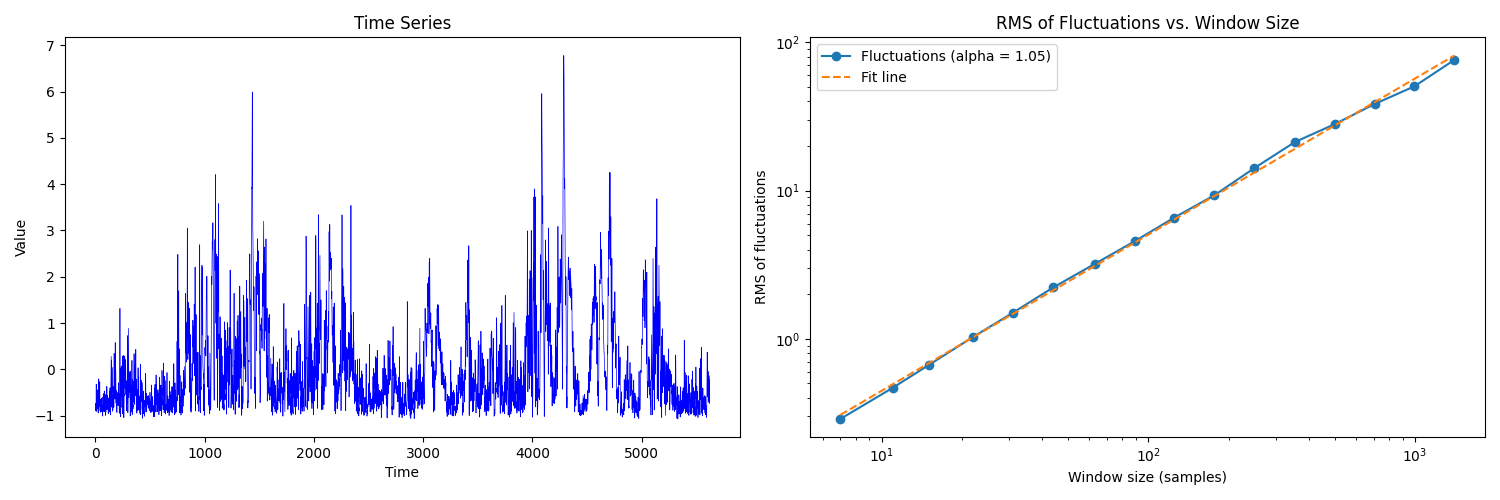 Time Series
7
6
5
4
3
2
1
0
−1
Value
0
1000
2000
3000
4000
5000
Time
RMS of Fluctuations vs. Window Size
Fluctuations (alpha = 1.05)
Fit line
10²
10¹
10⁰
RMS of fluctuations
10¹
10²
10³
Window size (samples)